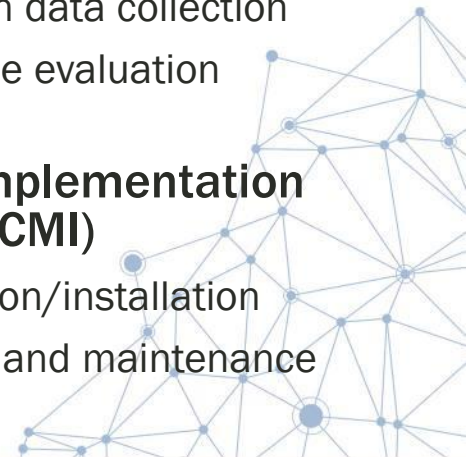 n data collection
e evaluation
nplementation
CMI)
on/installation
and maintenance